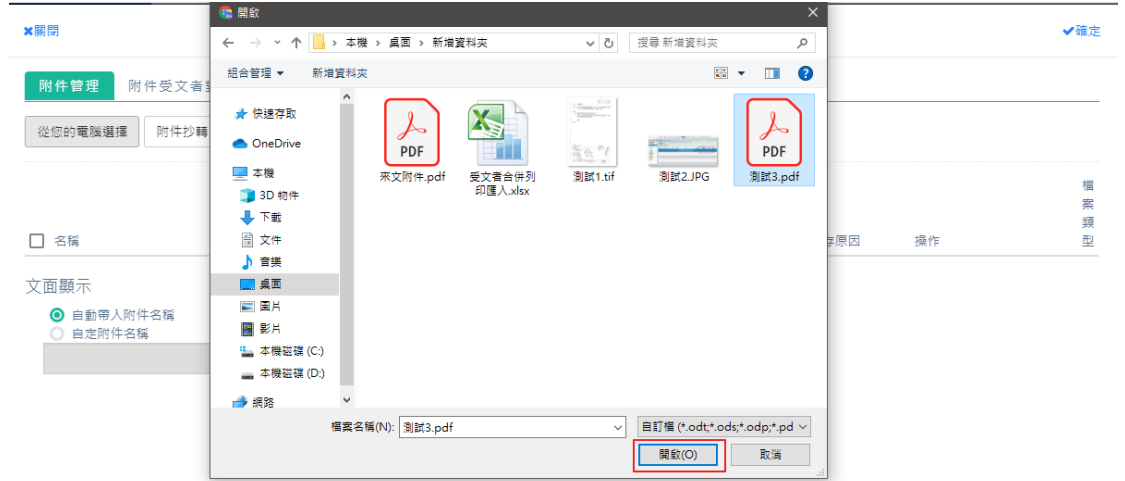 開啟
✖關閉
✔確定
本機 › 桌面 › 新增資料夾
搜尋 新增資料夾
組合管理
新增資料夾
附件管理
附件受文者
從您的電腦選擇
附件抄轉
快速存取
OneDrive
本機
3D 物件
下載
文件
音樂
桌面
圖片
影片
本機磁碟 (C:)
本機磁碟 (D:)
網路
PDF
來文附件.pdf
受文者合併列
印匯入.xlsx
測試1.tif
測試2.JPG
PDF
測試3.pdf
名稱
存原因
操作
檔
案
類
型
文面顯示
自動帶入附件名稱
自定附件名稱
檔案名稱(N):
測試3.pdf
自訂檔 (*.odt;*.ods;*.odp;*.pd
開啟(O)
取消